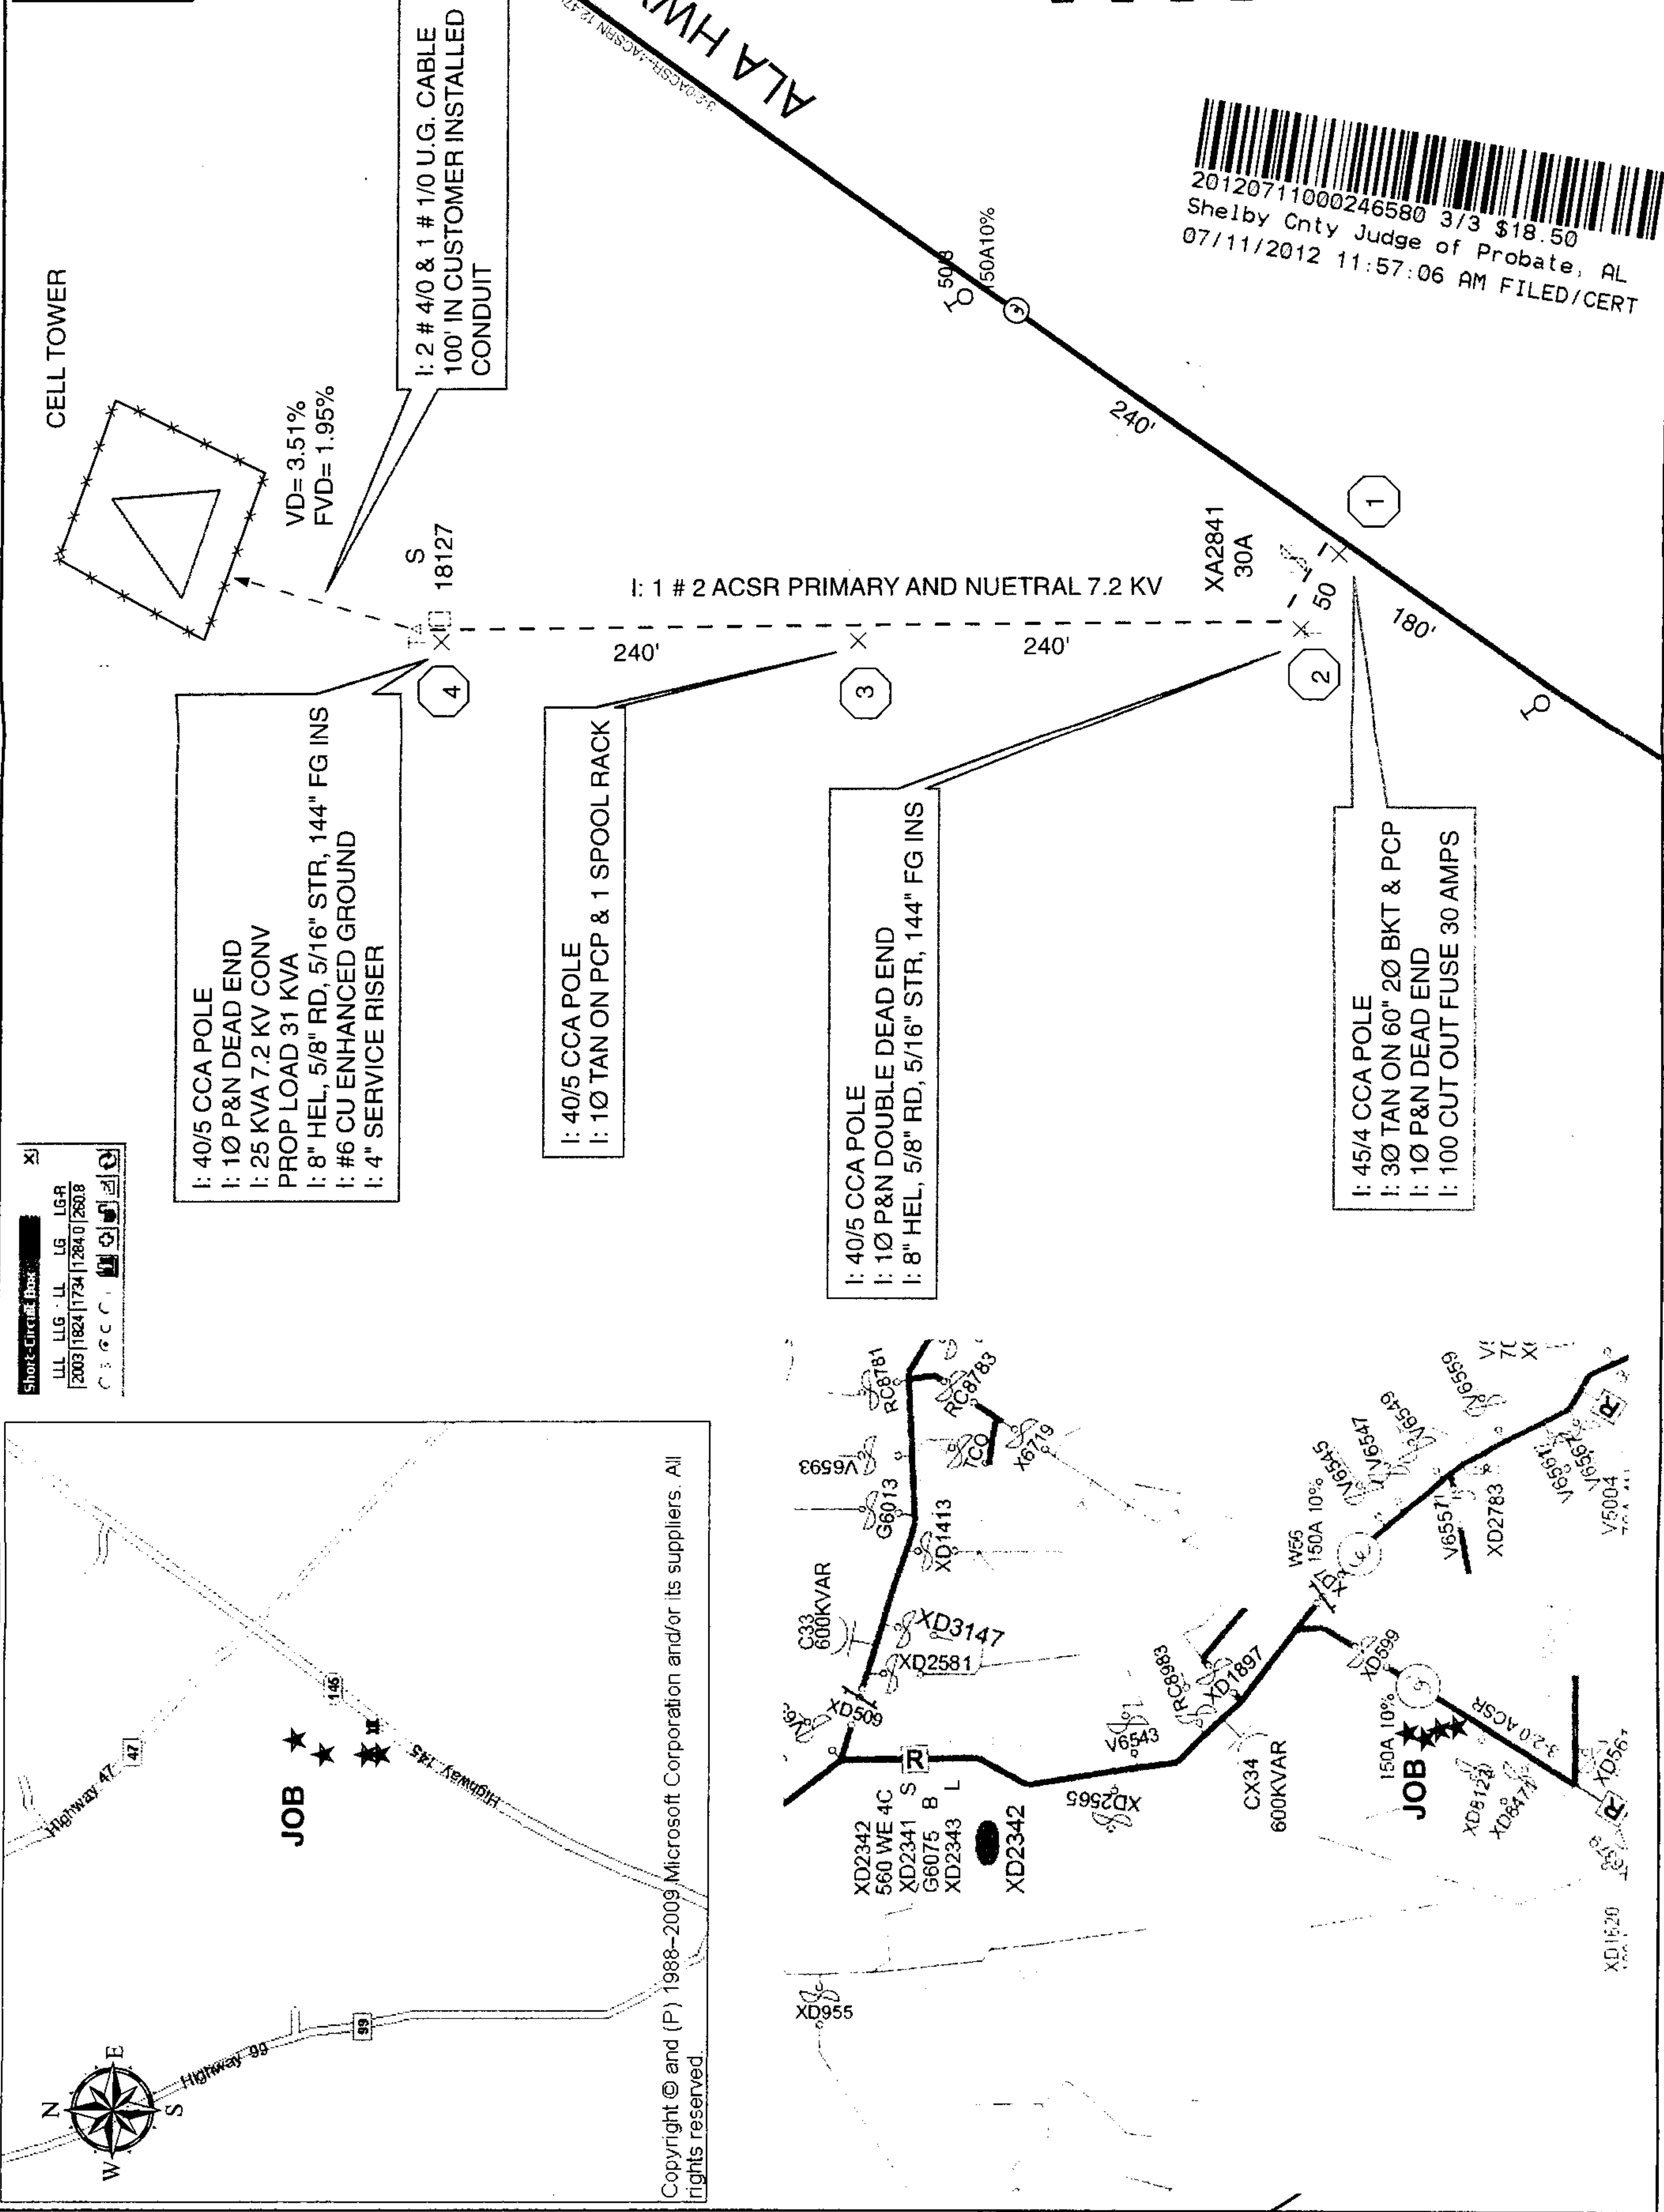 Short-Circuit Box
LLL LLG LL LG LG-R
2003 1824 1734 1284.0 260.8
CELL TOWER
VD= 3.51%
FVD= 1.95%
I: 2 # 4/0 & 1 # 1/0 U.G. CABLE
100' IN CUSTOMER INSTALLED
CONDUIT
S
18127
4
I: 40/5 CCA POLE
I: 1Ø P&N DEAD END
I: 25 KVA 7.2 KV CONV
PROP LOAD 31 KVA
I: 8" HEL, 5/8" RD, 5/16" STR, 144" FG INS
I: #6 CU ENHANCED GROUND
I: 4" SERVICE RISER
240'
I: 1 # 2 ACSR PRIMARY AND NUETRAL 7.2 KV
I: 40/5 CCA POLE
I: 1Ø TAN ON PCP & 1 SPOOL RACK
3
240'
I: 40/5 CCA POLE
I: 1Ø P&N DOUBLE DEAD END
I: 8" HEL, 5/8" RD, 5/16" STR, 144" FG INS
2
XA2841
30A
50
1
180'
240'
I: 45/4 CCA POLE
I: 3Ø TAN ON 60" 2Ø BKT & PCP
I: 1Ø P&N DEAD END
I: 100 CUT OUT FUSE 30 AMPS
3
150A10%
ALA HW
20120711000246580 3/3 $18.50
Shelby Cnty Judge of Probate, AL
07/11/2012 11:57:06 AM FILED/CERT
N
E
S
W
Highway 47
47
145
Highway 145
JOB
Highway 99
99
Copyright © and (P) 1988–2009 Microsoft Corporation and/or its suppliers. All
rights reserved.
XD955
XD2342
560 WE 4C
XD2341 S
G6075 B
XD2343 L
XD2342
R
XD509
C33
600KVAR
XD2581
XD3147
XD1413
G6013
V6593
RC8781
RC8783
TCO
X6719
XD2565
V6543
RC8983
XD1897
CX34
600KVAR
W56
150A 10%
V6545
V6547
V6549
V6559
V6557
XD2783
V6561
V6567
V5004
R
XD599
150A 10%
JOB
3-2/0 ACSR
XD8123
XD847
R
XD1620